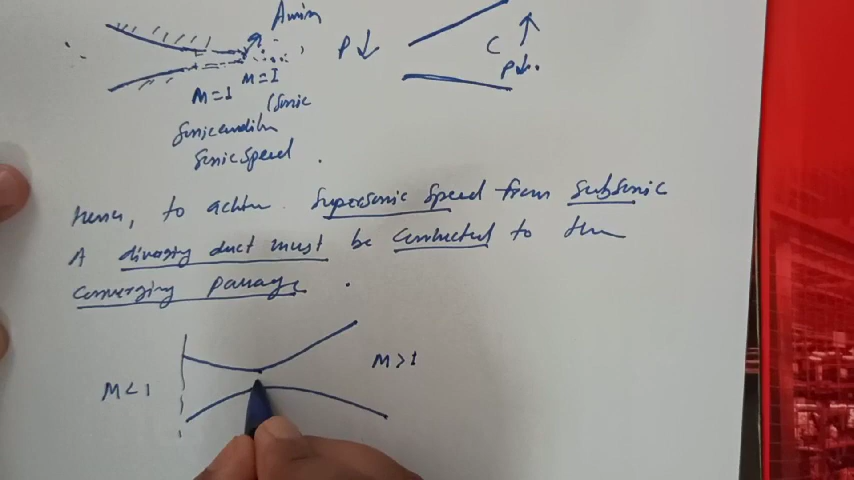 Amin
P↓
C ↑
P↓.
M=1
M=1
(Sonic
Sonic condition
Sonic Speed .
Hence, to achieve Supersonic Speed from Subsonic
A diverging duct must be connected to the
converging passage .
M<1
M>1